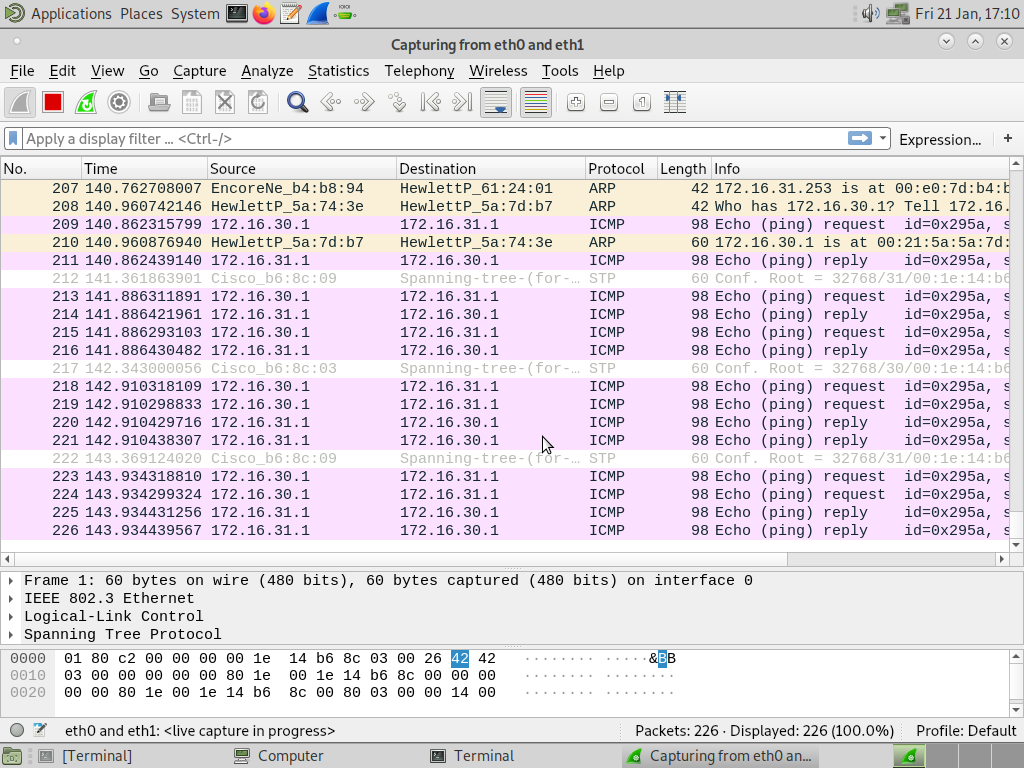 Applications Places System Fri 21 Jan, 17:10
Capturing from eth0 and eth1
File Edit View Go Capture Analyze Statistics Telephony Wireless Tools Help
Apply a display filter ... <Ctrl-/> Expression... +
No. Time Source Destination Protocol Length Info
207 140.762708007 EncoreNe_b4:b8:94 HewlettP_61:24:01 ARP 42 172.16.31.253 is at 00:e0:7d:b4:b
208 140.960742146 HewlettP_5a:74:3e HewlettP_5a:7d:b7 ARP 42 Who has 172.16.30.1? Tell 172.16.
209 140.862315799 172.16.30.1 172.16.31.1 ICMP 98 Echo (ping) request id=0x295a, s
210 140.960876940 HewlettP_5a:7d:b7 HewlettP_5a:74:3e ARP 60 172.16.30.1 is at 00:21:5a:5a:7d:
211 140.862439140 172.16.31.1 172.16.30.1 ICMP 98 Echo (ping) reply id=0x295a, s
212 141.361863901 Cisco_b6:8c:09 Spanning-tree-(for-… STP 60 Conf. Root = 32768/31/00:1e:14:b6
213 141.886311891 172.16.30.1 172.16.31.1 ICMP 98 Echo (ping) request id=0x295a, s
214 141.886421961 172.16.31.1 172.16.30.1 ICMP 98 Echo (ping) reply id=0x295a, s
215 141.886293103 172.16.30.1 172.16.31.1 ICMP 98 Echo (ping) request id=0x295a, s
216 141.886430482 172.16.31.1 172.16.30.1 ICMP 98 Echo (ping) reply id=0x295a, s
217 142.343000056 Cisco_b6:8c:03 Spanning-tree-(for-… STP 60 Conf. Root = 32768/30/00:1e:14:b6
218 142.910318109 172.16.30.1 172.16.31.1 ICMP 98 Echo (ping) request id=0x295a, s
219 142.910298833 172.16.30.1 172.16.31.1 ICMP 98 Echo (ping) request id=0x295a, s
220 142.910429716 172.16.31.1 172.16.30.1 ICMP 98 Echo (ping) reply id=0x295a, s
221 142.910438307 172.16.31.1 172.16.30.1 ICMP 98 Echo (ping) reply id=0x295a, s
222 143.369124020 Cisco_b6:8c:09 Spanning-tree-(for-… STP 60 Conf. Root = 32768/31/00:1e:14:b6
223 143.934318810 172.16.30.1 172.16.31.1 ICMP 98 Echo (ping) request id=0x295a, s
224 143.934299324 172.16.30.1 172.16.31.1 ICMP 98 Echo (ping) request id=0x295a, s
225 143.934431256 172.16.31.1 172.16.30.1 ICMP 98 Echo (ping) reply id=0x295a, s
226 143.934439567 172.16.31.1 172.16.30.1 ICMP 98 Echo (ping) reply id=0x295a, s
Frame 1: 60 bytes on wire (480 bits), 60 bytes captured (480 bits) on interface 0
IEEE 802.3 Ethernet
Logical-Link Control
Spanning Tree Protocol
0000 01 80 c2 00 00 00 00 1e 14 b6 8c 03 00 26 42 42 ········ ·····&BB
0010 03 00 00 00 00 00 80 1e 00 1e 14 b6 8c 00 00 00 ········ ········
0020 00 00 80 1e 00 1e 14 b6 8c 00 80 03 00 00 14 00 ········ ········
eth0 and eth1: <live capture in progress> Packets: 226 · Displayed: 226 (100.0%) Profile: Default
[Terminal] Computer Terminal Capturing from eth0 an...